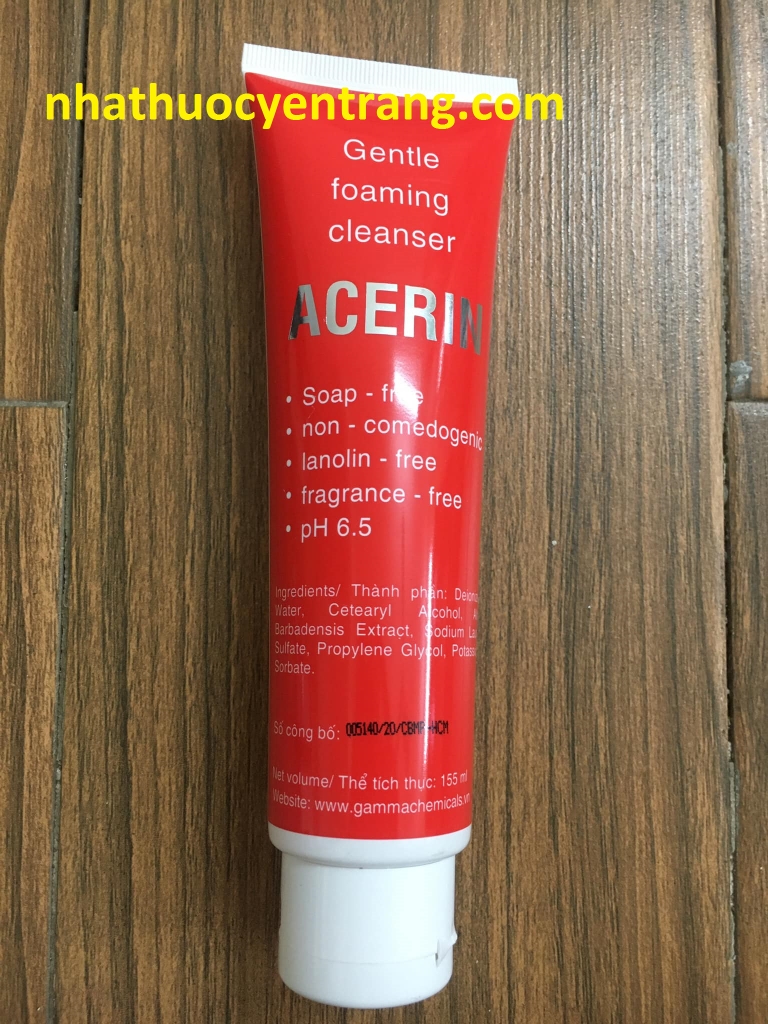 nhathuocyentrang.com
Gentle
foaming
cleanser
ACERIN
• Soap - free
• non - comedogenic
• lanolin - free
• fragrance - free
• pH 6.5
Ingredients/ Thành phần:
Water, Cetearyl Alcohol,
Barbadensis Extract, Sodium
Sulfate, Propylene Glycol,
Sorbate.
Số công bố: 005140/20/CBMP-HCM
Net volume/ Thể tích thực: 155 ml
Website: www.gammachemicals.vn